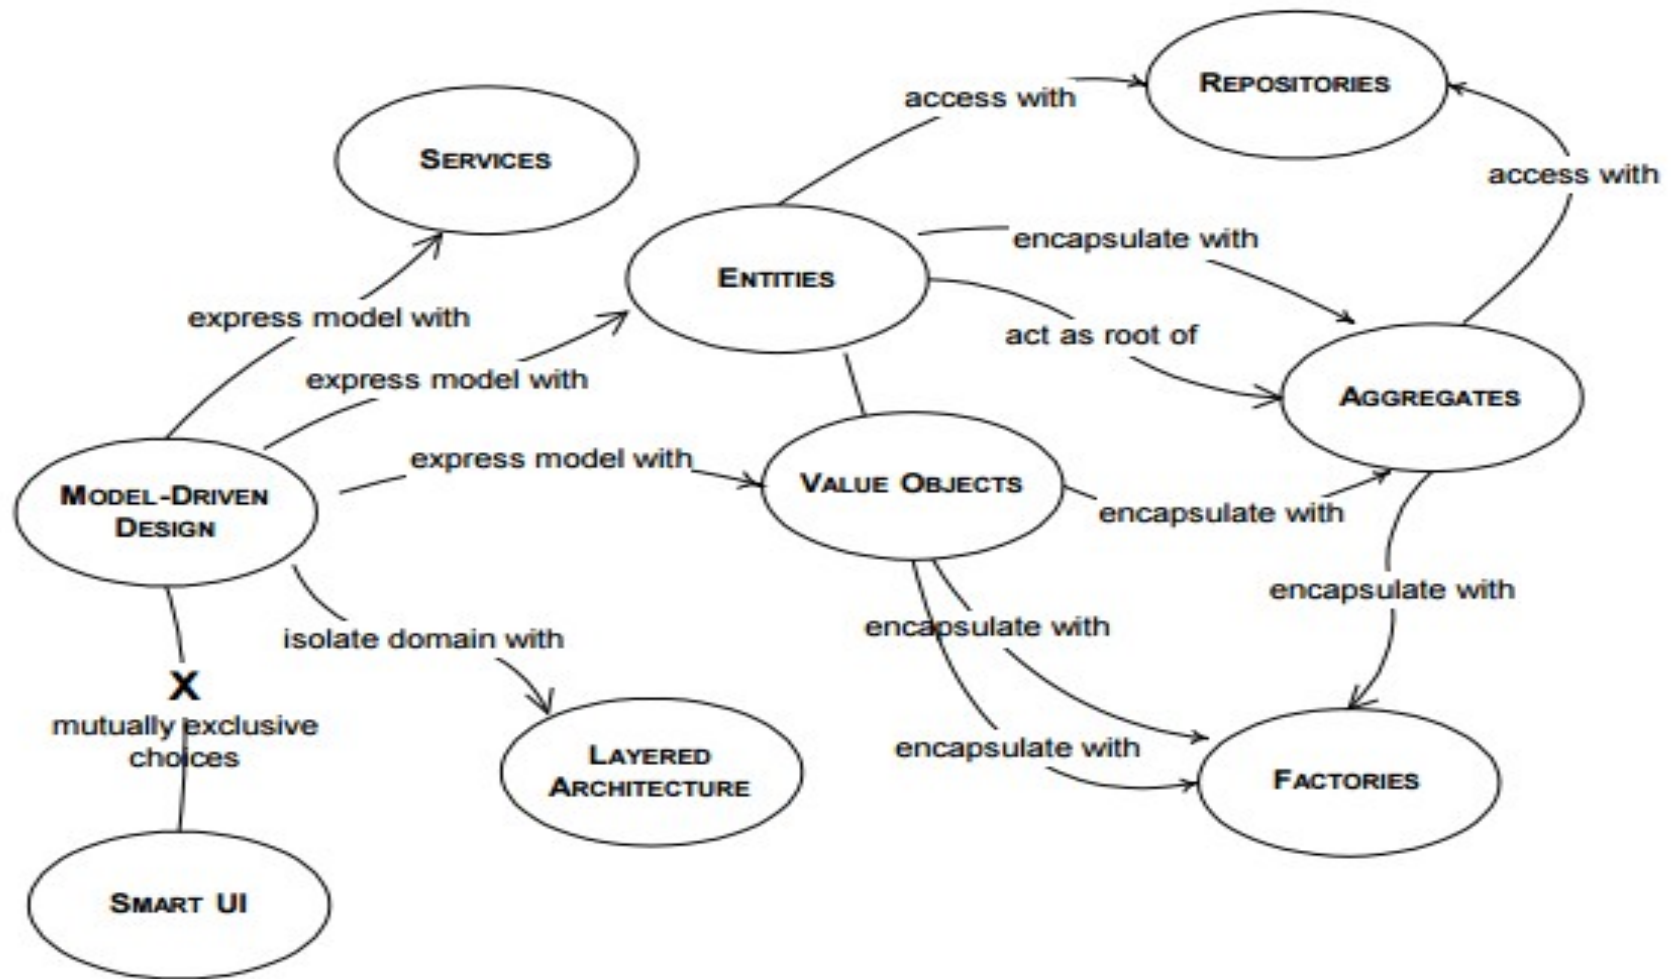 REPOSITORIES
access with
SERVICES
access with
encapsulate with
ENTITIES
express model with
act as root of
express model with
AGGREGATES
express model with
VALUE OBJECTS
MODEL-DRIVEN
DESIGN
encapsulate with
encapsulate with
encapsulate with
isolate domain with
X
mutually exclusive
choices
encapsulate with
LAYERED
ARCHITECTURE
FACTORIES
SMART UI